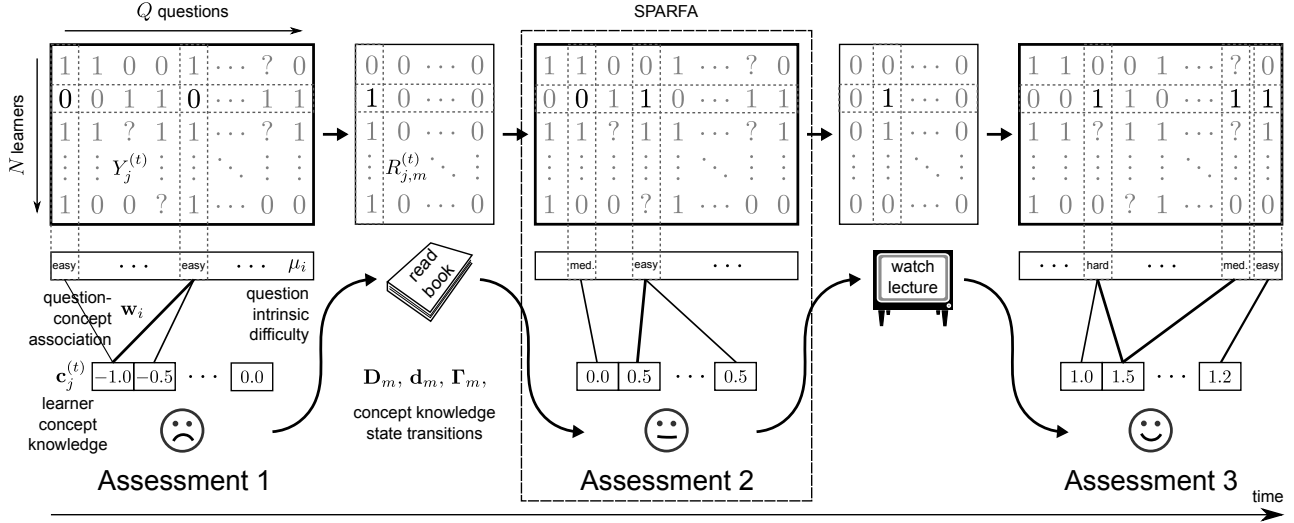 Q questions
SPARFA
N learners
1 1 0 0 1 ⋯ ? 0
0 0 1 1 0 ⋯ 1 1
1 1 ? 1 1 ⋯ ? 1
⋮ ⋮ ⋮ ⋮ ⋮ ⋱ ⋮ ⋮
Y_j^{(t)}
1 0 0 ? 1 ⋯ 0 0
0 0 ⋯ 0
1 0 ⋯ 0
1 0 ⋯ 0
⋮ ⋮ ⋱ ⋮
R_{j,m}^{(t)}
1 0 ⋯ 0
1 1 0 0 1 ⋯ ? 0
0 0 1 1 0 ⋯ 1 1
1 1 ? 1 1 ⋯ ? 1
⋮ ⋮ ⋮ ⋮ ⋮ ⋱ ⋮ ⋮
1 0 0 ? 1 ⋯ 0 0
0 0 ⋯ 0
0 1 ⋯ 0
0 1 ⋯ 0
⋮ ⋮ ⋱ ⋮
0 0 ⋯ 0
1 1 0 0 1 ⋯ ? 0
0 0 1 1 0 ⋯ 1 1
1 1 ? 1 1 ⋯ ? 1
⋮ ⋮ ⋮ ⋮ ⋮ ⋱ ⋮ ⋮
1 0 0 ? 1 ⋯ 0 0
easy ⋯ easy ⋯ μ_i
question-
concept
association
w_i
question
intrinsic
difficulty
c_j^{(t)} −1.0 −0.5 ⋯ 0.0
learner
concept
knowledge
Assessment 1
read
book
D_m, d_m, Γ_m,
concept knowledge
state transitions
med. easy ⋯
0.0 0.5 ⋯ 0.5
Assessment 2
watch
lecture
⋯ hard ⋯ med. easy
1.0 1.5 ⋯ 1.2
Assessment 3
time